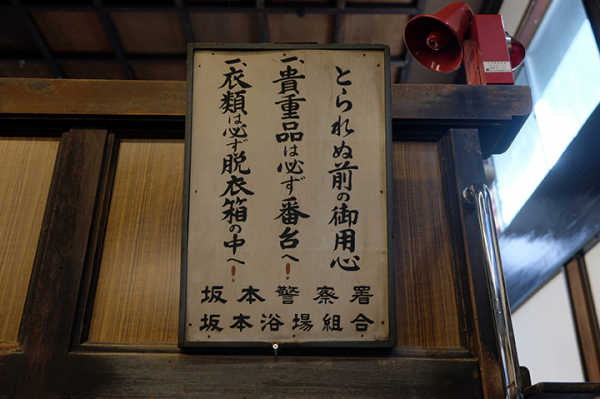 とられぬ前の御用心
一、貴重品は必ず番台へ！
一、衣類は必ず脱衣箱の中へ！
坂本警察署
坂本浴場組合